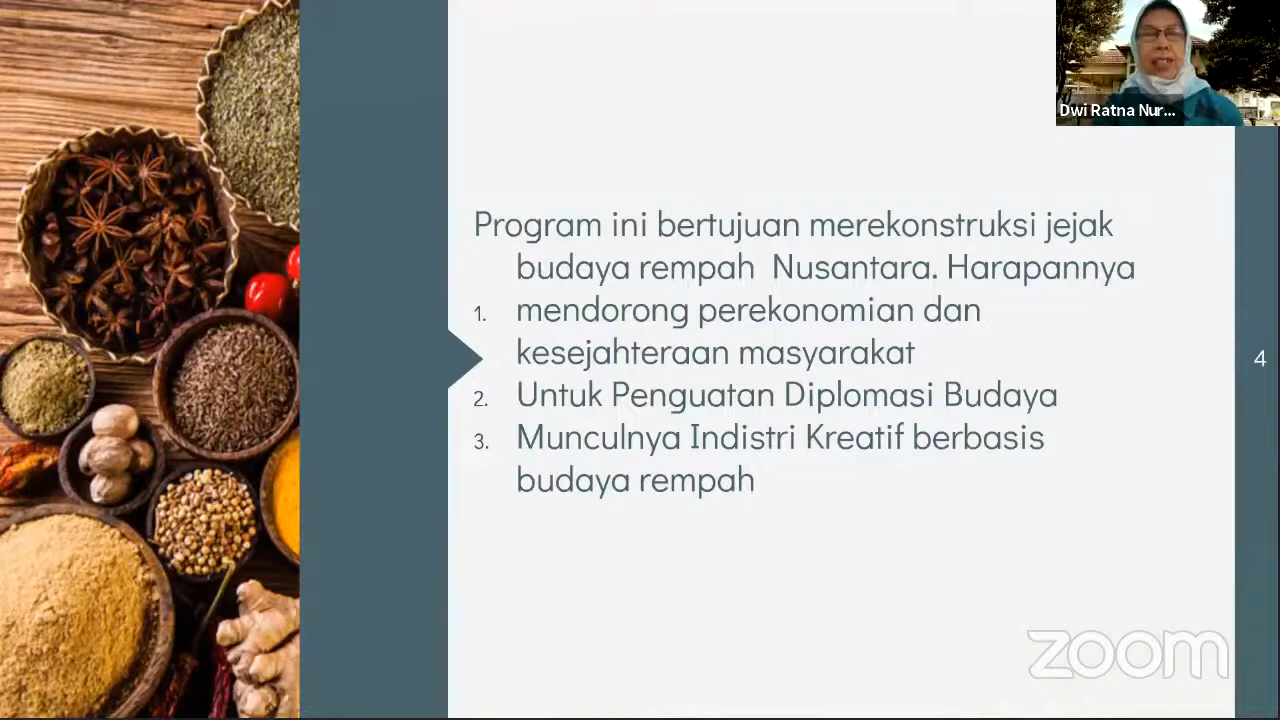 Dwi Ratna Nur...
Program ini bertujuan merekonstruksi jejak
budaya rempah Nusantara. Harapannya
1. mendorong perekonomian dan
kesejahteraan masyarakat
2. Untuk Penguatan Diplomasi Budaya
3. Munculnya Indistri Kreatif berbasis
budaya rempah
4
zoom